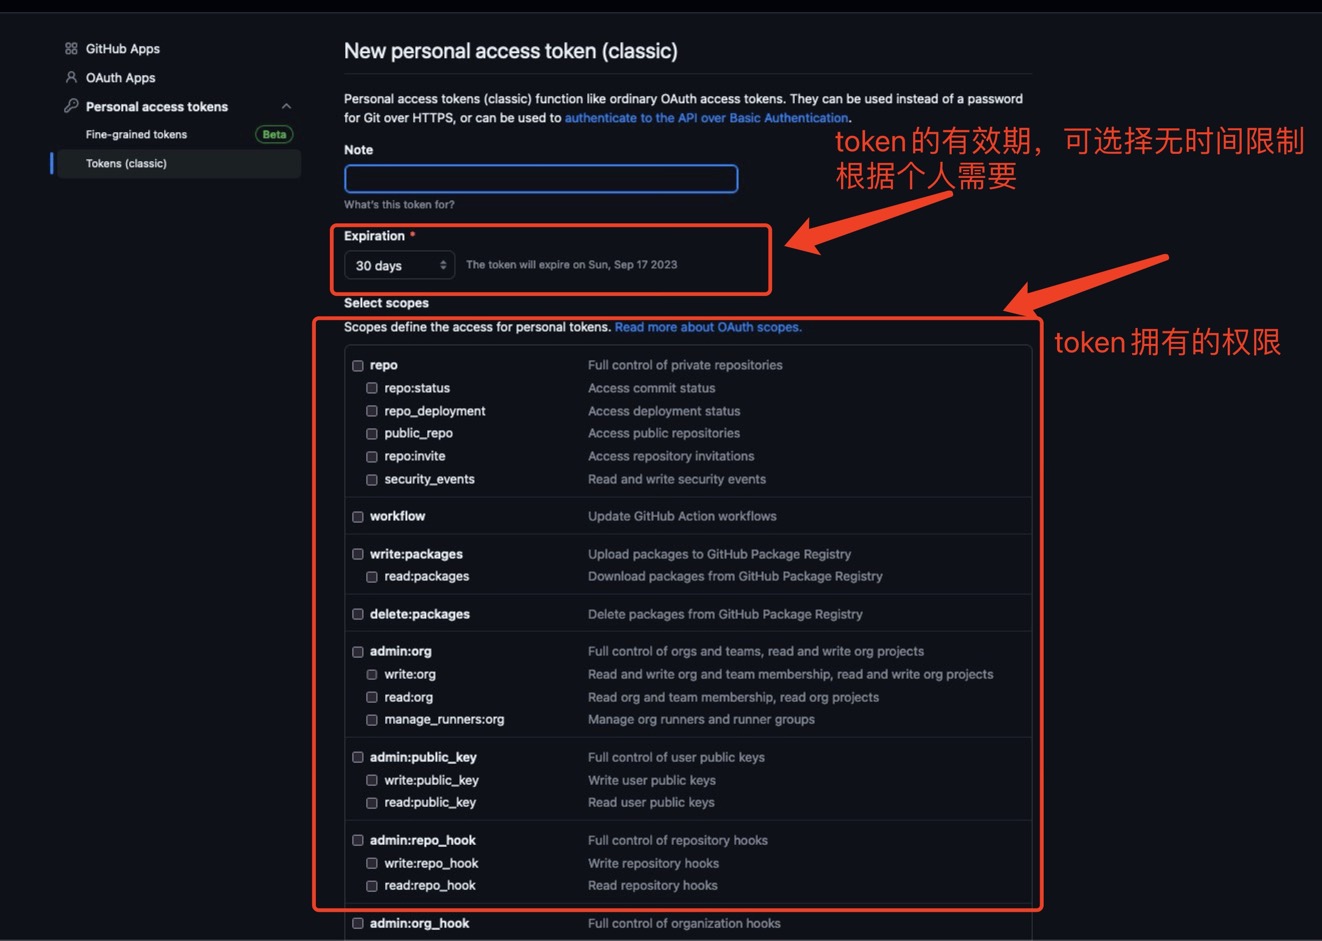 GitHub Apps
OAuth Apps
Personal access tokens
Fine-grained tokens Beta
Tokens (classic)
New personal access token (classic)
Personal access tokens (classic) function like ordinary OAuth access tokens. They can be used instead of a password
for Git over HTTPS, or can be used to authenticate to the API over Basic Authentication.
token的有效期，可选择无时间限制
根据个人需要
Note
What's this token for?
Expiration *
30 days The token will expire on Sun, Sep 17 2023
Select scopes
Scopes define the access for personal tokens. Read more about OAuth scopes.
token拥有的权限
repo Full control of private repositories
repo:status Access commit status
repo_deployment Access deployment status
public_repo Access public repositories
repo:invite Access repository invitations
security_events Read and write security events
workflow Update GitHub Action workflows
write:packages Upload packages to GitHub Package Registry
read:packages Download packages from GitHub Package Registry
delete:packages Delete packages from GitHub Package Registry
admin:org Full control of orgs and teams, read and write org projects
write:org Read and write org and team membership, read and write org projects
read:org Read org and team membership, read org projects
manage_runners:org Manage org runners and runner groups
admin:public_key Full control of user public keys
write:public_key Write user public keys
read:public_key Read user public keys
admin:repo_hook Full control of repository hooks
write:repo_hook Write repository hooks
read:repo_hook Read repository hooks
admin:org_hook Full control of organization hooks